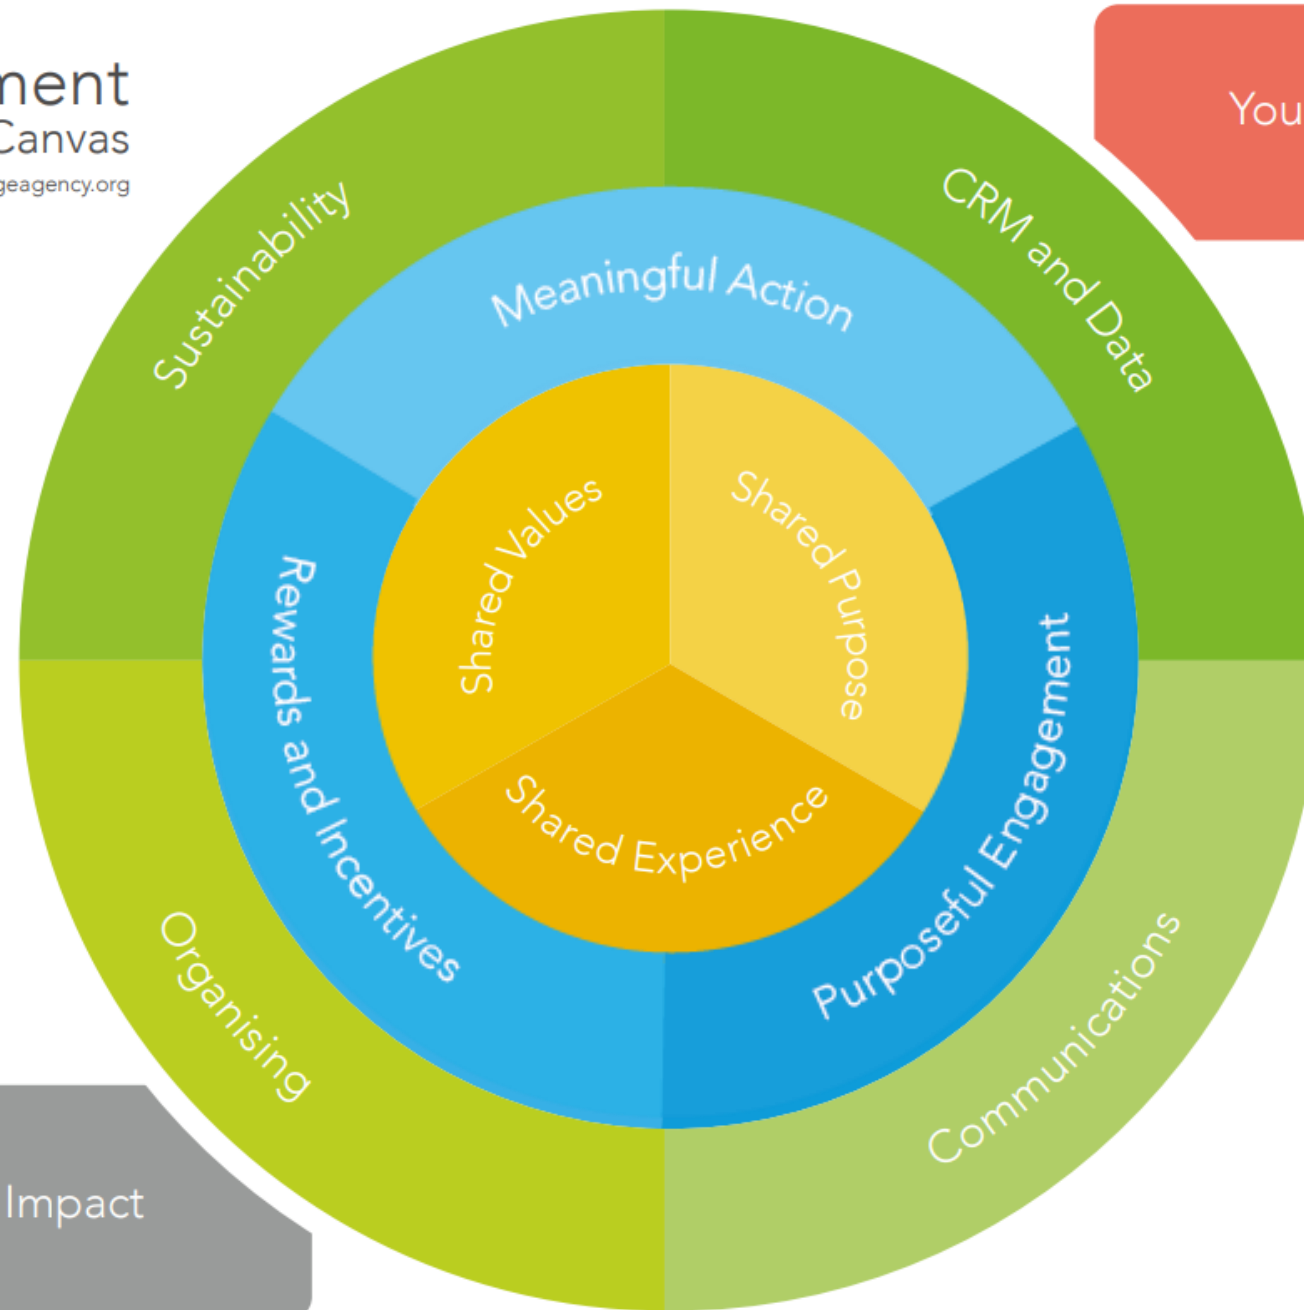 ment
Canvas
geagency.org
You
Sustainability
CRM and Data
Meaningful Action
Shared Values
Shared Purpose
Rewards and Incentives
Purposeful Engagement
Shared Experience
Organising
Communications
Impact